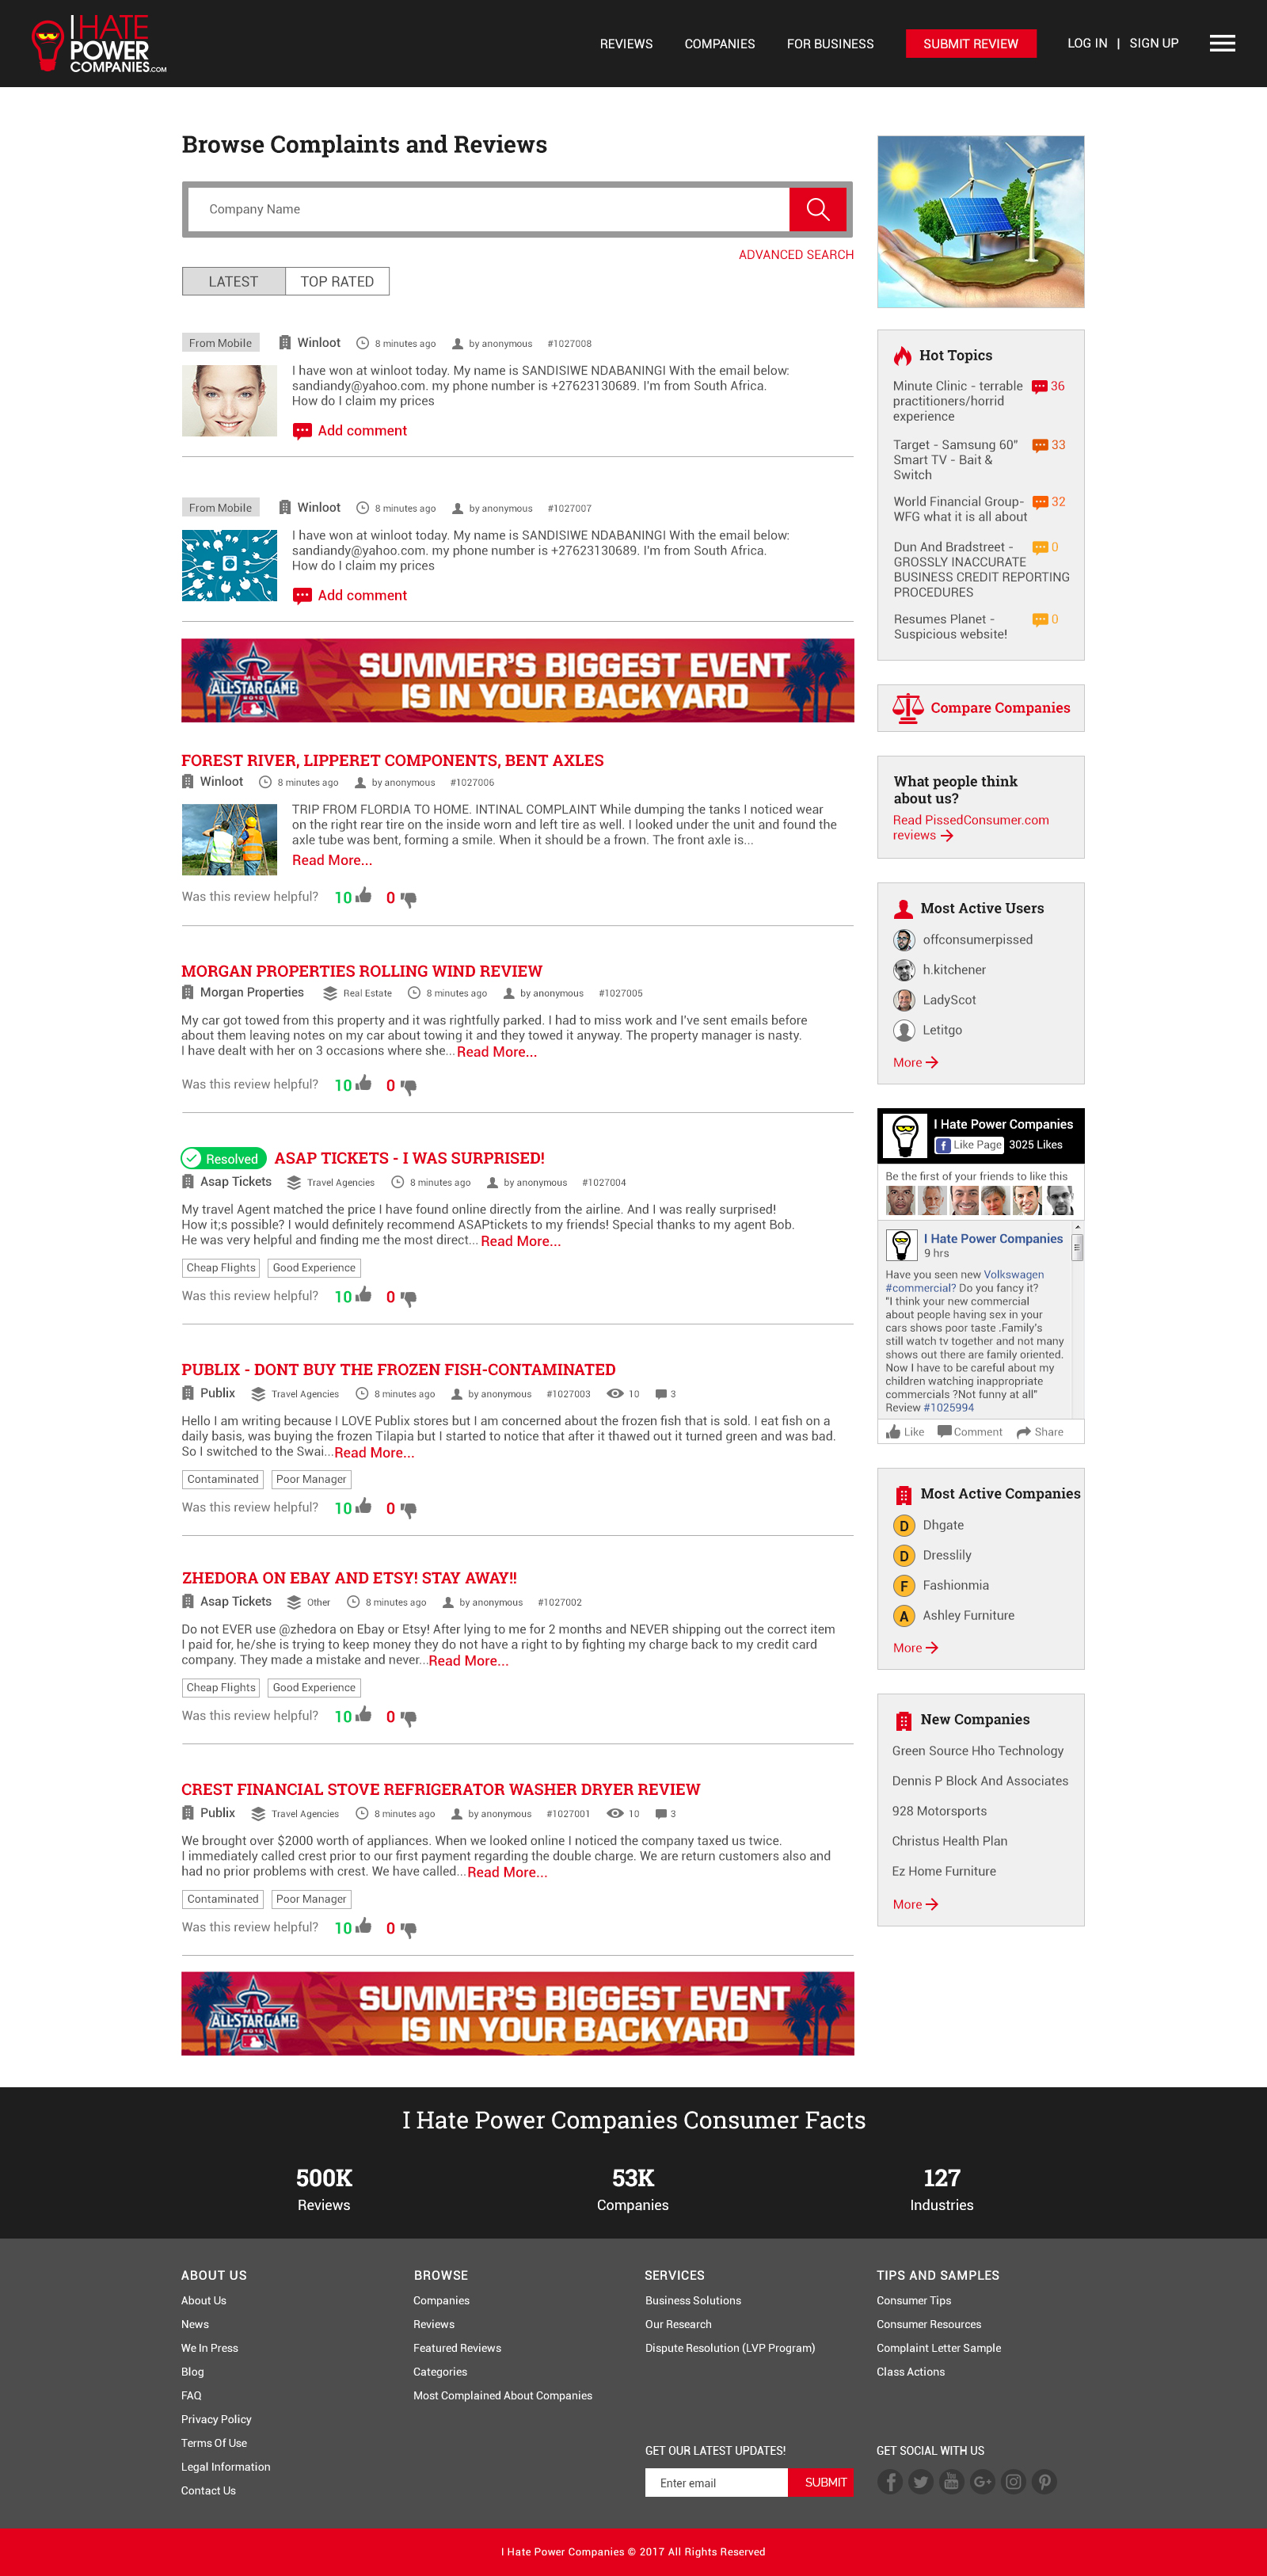 I HATE
POWER
COMPANIES.COM
REVIEWS COMPANIES FOR BUSINESS SUBMIT REVIEW LOG IN | SIGN UP
Browse Complaints and Reviews
Company Name
ADVANCED SEARCH
LATEST TOP RATED
From Mobile Winloot 8 minutes ago by anonymous #1027008
I have won at winloot today. My name is SANDISIWE NDABANINGI With the email below:
sandiandy@yahoo.com. my phone number is +27623130689. I'm from South Africa.
How do I claim my prices
Add comment
From Mobile Winloot 8 minutes ago by anonymous #1027007
I have won at winloot today. My name is SANDISIWE NDABANINGI With the email below:
sandiandy@yahoo.com. my phone number is +27623130689. I'm from South Africa.
How do I claim my prices
Add comment
MLB
ALL-STAR GAME
2010
SUMMER'S BIGGEST EVENT
IS IN YOUR BACKYARD
FOREST RIVER, LIPPERET COMPONENTS, BENT AXLES
Winloot 8 minutes ago by anonymous #1027006
TRIP FROM FLORDIA TO HOME. INTINAL COMPLAINT While dumping the tanks I noticed wear
on the right rear tire on the inside worn and left tire as well. I looked under the unit and found the
axle tube was bent, forming a smile. When it should be a frown. The front axle is...
Read More...
Was this review helpful? 10 0
MORGAN PROPERTIES ROLLING WIND REVIEW
Morgan Properties Real Estate 8 minutes ago by anonymous #1027005
My car got towed from this property and it was rightfully parked. I had to miss work and I've sent emails before
about them leaving notes on my car about towing it and they towed it anyway. The property manager is nasty.
I have dealt with her on 3 occasions where she... Read More...
Was this review helpful? 10 0
Resolved ASAP TICKETS - I WAS SURPRISED!
Asap Tickets Travel Agencies 8 minutes ago by anonymous #1027004
My travel Agent matched the price I have found online directly from the airline. And I was really surprised!
How it;s possible? I would definitely recommend ASAPtickets to my friends! Special thanks to my agent Bob.
He was very helpful and finding me the most direct... Read More...
Cheap Flights Good Experience
Was this review helpful? 10 0
PUBLIX - DONT BUY THE FROZEN FISH-CONTAMINATED
Publix Travel Agencies 8 minutes ago by anonymous #1027003 10 3
Hello I am writing because I LOVE Publix stores but I am concerned about the frozen fish that is sold. I eat fish on a
daily basis, was buying the frozen Tilapia but I started to notice that after it thawed out it turned green and was bad.
So I switched to the Swai... Read More...
Contaminated Poor Manager
Was this review helpful? 10 0
ZHEDORA ON EBAY AND ETSY! STAY AWAY!!
Asap Tickets Other 8 minutes ago by anonymous #1027002
Do not EVER use @zhedora on Ebay or Etsy! After lying to me for 2 months and NEVER shipping out the correct item
I paid for, he/she is trying to keep money they do not have a right to by fighting my charge back to my credit card
company. They made a mistake and never... Read More...
Cheap Flights Good Experience
Was this review helpful? 10 0
CREST FINANCIAL STOVE REFRIGERATOR WASHER DRYER REVIEW
Publix Travel Agencies 8 minutes ago by anonymous #1027001 10 3
We brought over $2000 worth of appliances. When we looked online I noticed the company taxed us twice.
I immediately called crest prior to our first payment regarding the double charge. We are return customers also and
had no prior problems with crest. We have called... Read More...
Contaminated Poor Manager
Was this review helpful? 10 0
MLB
ALL-STAR GAME
2010
SUMMER'S BIGGEST EVENT
IS IN YOUR BACKYARD
Hot Topics
Minute Clinic - terrable 36
practitioners/horrid
experience
Target - Samsung 60" 33
Smart TV - Bait &
Switch
World Financial Group- 32
WFG what it is all about
Dun And Bradstreet - 0
GROSSLY INACCURATE
BUSINESS CREDIT REPORTING
PROCEDURES
Resumes Planet - 0
Suspicious website!
Compare Companies
What people think
about us?
Read PissedConsumer.com
reviews
Most Active Users
offconsumerpissed
h.kitchener
LadyScot
Letitgo
More
I Hate Power Companies
f Like Page 3025 Likes
Be the first of your friends to like this
I Hate Power Companies
9 hrs
Have you seen new Volkswagen
#commercial? Do you fancy it?
"I think your new commercial
about people having sex in your
cars shows poor taste .Family's
still watch tv together and not many
shows out there are family oriented.
Now I have to be careful about my
children watching inappropriate
commercials ?Not funny at all"
Review #1025994
Like Comment Share
Most Active Companies
D Dhgate
D Dresslily
F Fashionmia
A Ashley Furniture
More
New Companies
Green Source Hho Technology
Dennis P Block And Associates
928 Motorsports
Christus Health Plan
Ez Home Furniture
More
I Hate Power Companies Consumer Facts
500K 53K 127
Reviews Companies Industries
ABOUT US
About Us
News
We In Press
Blog
FAQ
Privacy Policy
Terms Of Use
Legal Information
Contact Us
BROWSE
Companies
Reviews
Featured Reviews
Categories
Most Complained About Companies
SERVICES
Business Solutions
Our Research
Dispute Resolution (LVP Program)
TIPS AND SAMPLES
Consumer Tips
Consumer Resources
Complaint Letter Sample
Class Actions
GET OUR LATEST UPDATES!
Enter email SUBMIT
GET SOCIAL WITH US
I Hate Power Companies © 2017 All Rights Reserved